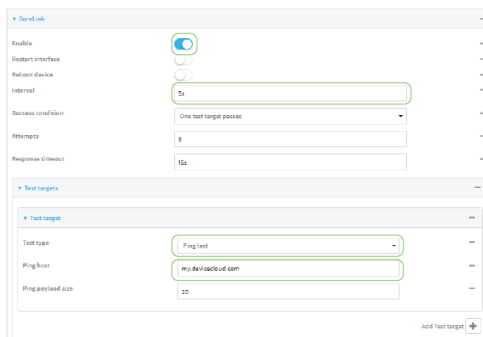 SureLink
Enable
Restart interface
Reboot device
Interval
5s
Success condition
One test target passes
Attempts
3
Response timeout
15s
Test targets
Test target
Test type
Ping test
Ping host
my.devicecloud.com
Ping payload size
20
Add Test target